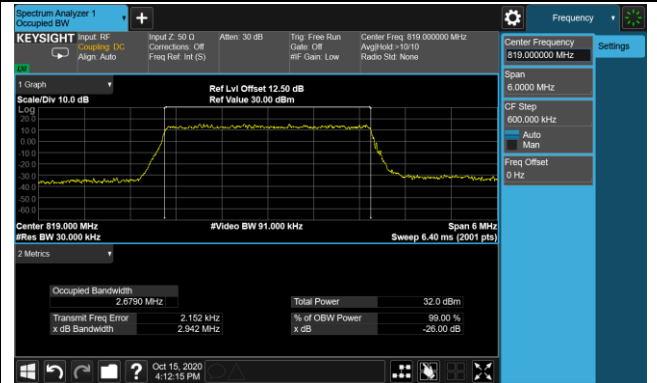 Spectrum Analyzer 1
Occupied BW
Frequency
KEYSIGHT
Input: RF
Coupling: DC
Align: Auto
Input Z: 50 Ω
Corrections: Off
Freq Ref: Int (S)
Atten: 30 dB
Trig: Free Run
Gate: Off
#IF Gain: Low
Center Freq: 819.000000 MHz
Avg|Hold:>10/10
Radio Std: None
LXI
Center Frequency
819.000000 MHz
Settings
Span
6.0000 MHz
CF Step
600.000 kHz
Auto
Man
Freq Offset
0 Hz
1 Graph
Scale/Div 10.0 dB
Ref Lvl Offset 12.50 dB
Ref Value 30.00 dBm
Log
20.0
10.0
0.00
-10.0
-20.0
-30.0
-40.0
-50.0
-60.0
Center 819.000 MHz
#Video BW 91.000 kHz
Span 6 MHz
#Res BW 30.000 kHz
Sweep 6.40 ms (2001 pts)
2 Metrics
Occupied Bandwidth
2.6790 MHz
Total Power 32.0 dBm
Transmit Freq Error 2.152 kHz
% of OBW Power 99.00 %
x dB Bandwidth 2.942 MHz
x dB -26.00 dB
?
Oct 15, 2020
4:12:15 PM